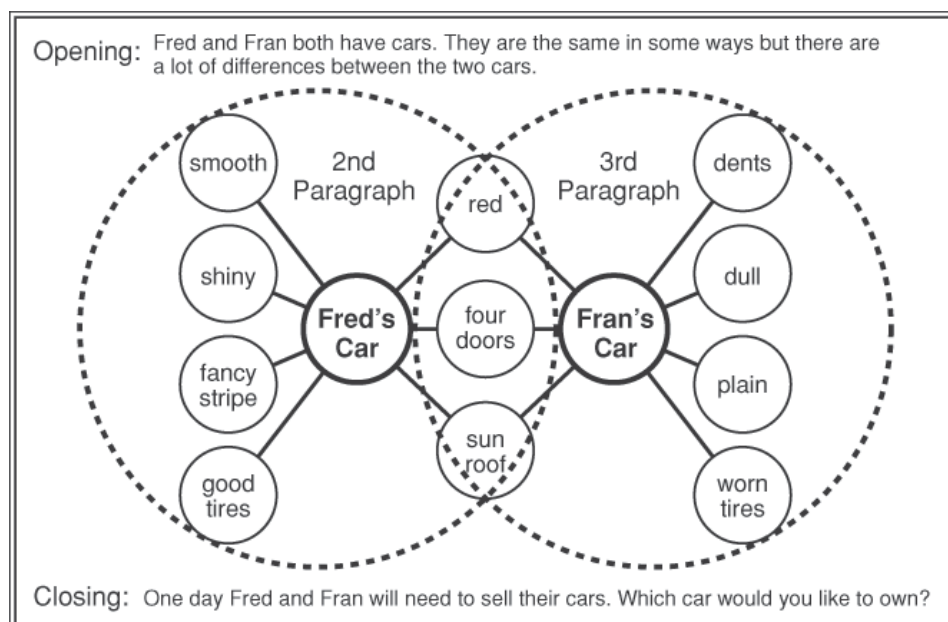 Opening: Fred and Fran both have cars. They are the same in some ways but there are
a lot of differences between the two cars.
smooth
2nd
Paragraph
red
3rd
Paragraph
dents
shiny
Fred's
Car
four
doors
Fran's
Car
dull
fancy
stripe
plain
good
tires
sun
roof
worn
tires
Closing: One day Fred and Fran will need to sell their cars. Which car would you like to own?